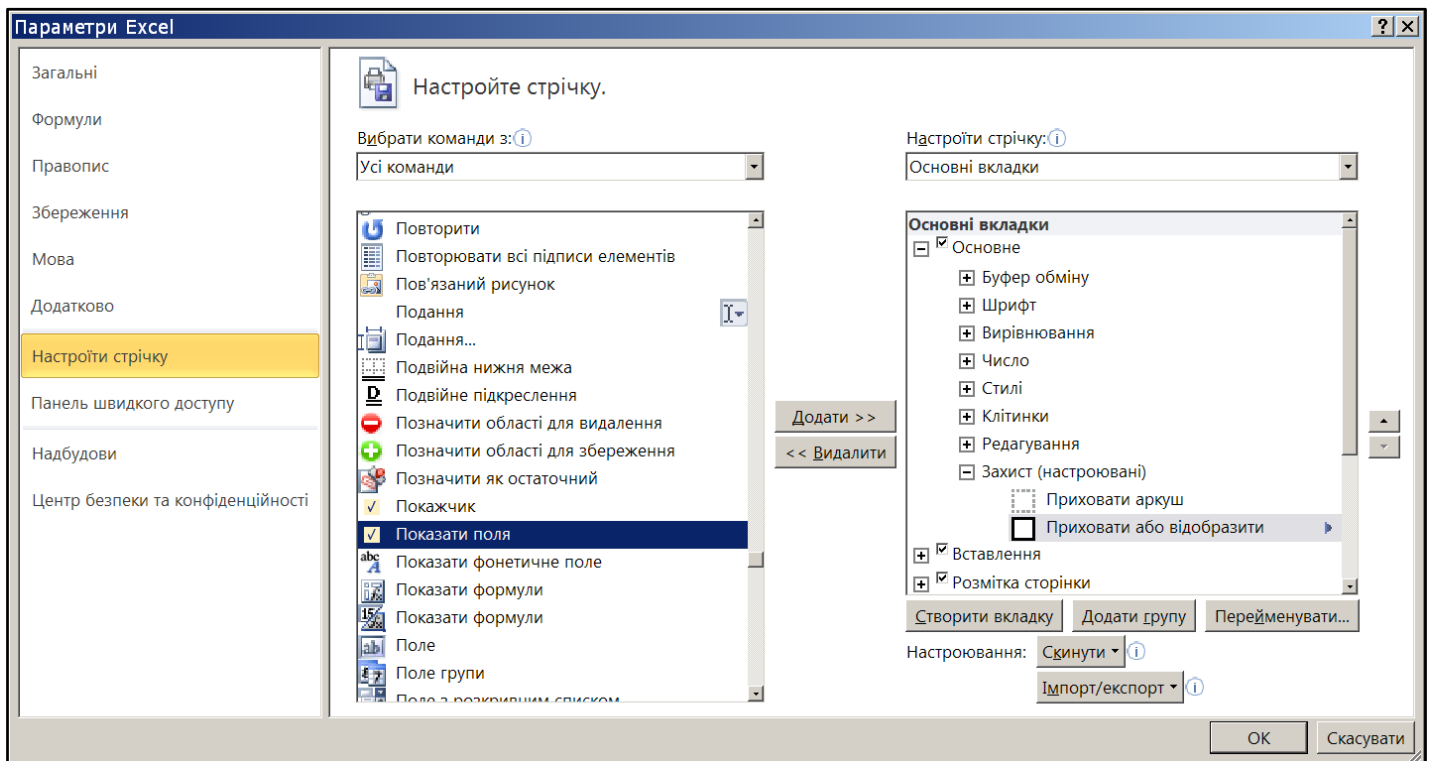 Параметри Excel
Загальні
Формули
Правопис
Збереження
Мова
Додатково
Настроїти стрічку
Панель швидкого доступу
Надбудови
Центр безпеки та конфіденційності
Настройте стрічку.
Вибрати команди з:
Усі команди
Повторити
Повторювати всі підписи елементів
Пов'язаний рисунок
Подання
Подання...
Подвійна нижня межа
Подвійне підкреслення
Позначити області для видалення
Позначити області для збереження
Позначити як остаточний
Покажчик
Показати поля
Показати фонетичне поле
Показати формули
Показати формули
Поле
Поле групи
Поле з розкривним списком
Додати >>
<< Видалити
Настроїти стрічку:
Основні вкладки
Основні вкладки
Основне
Буфер обміну
Шрифт
Вирівнювання
Число
Стилі
Клітинки
Редагування
Захист (настроювані)
Приховати аркуш
Приховати або відобразити
Вставлення
Розмітка сторінки
Створити вкладку Додати групу Перейменувати...
Настроювання: Скинути
Імпорт/експорт
ОК Скасувати